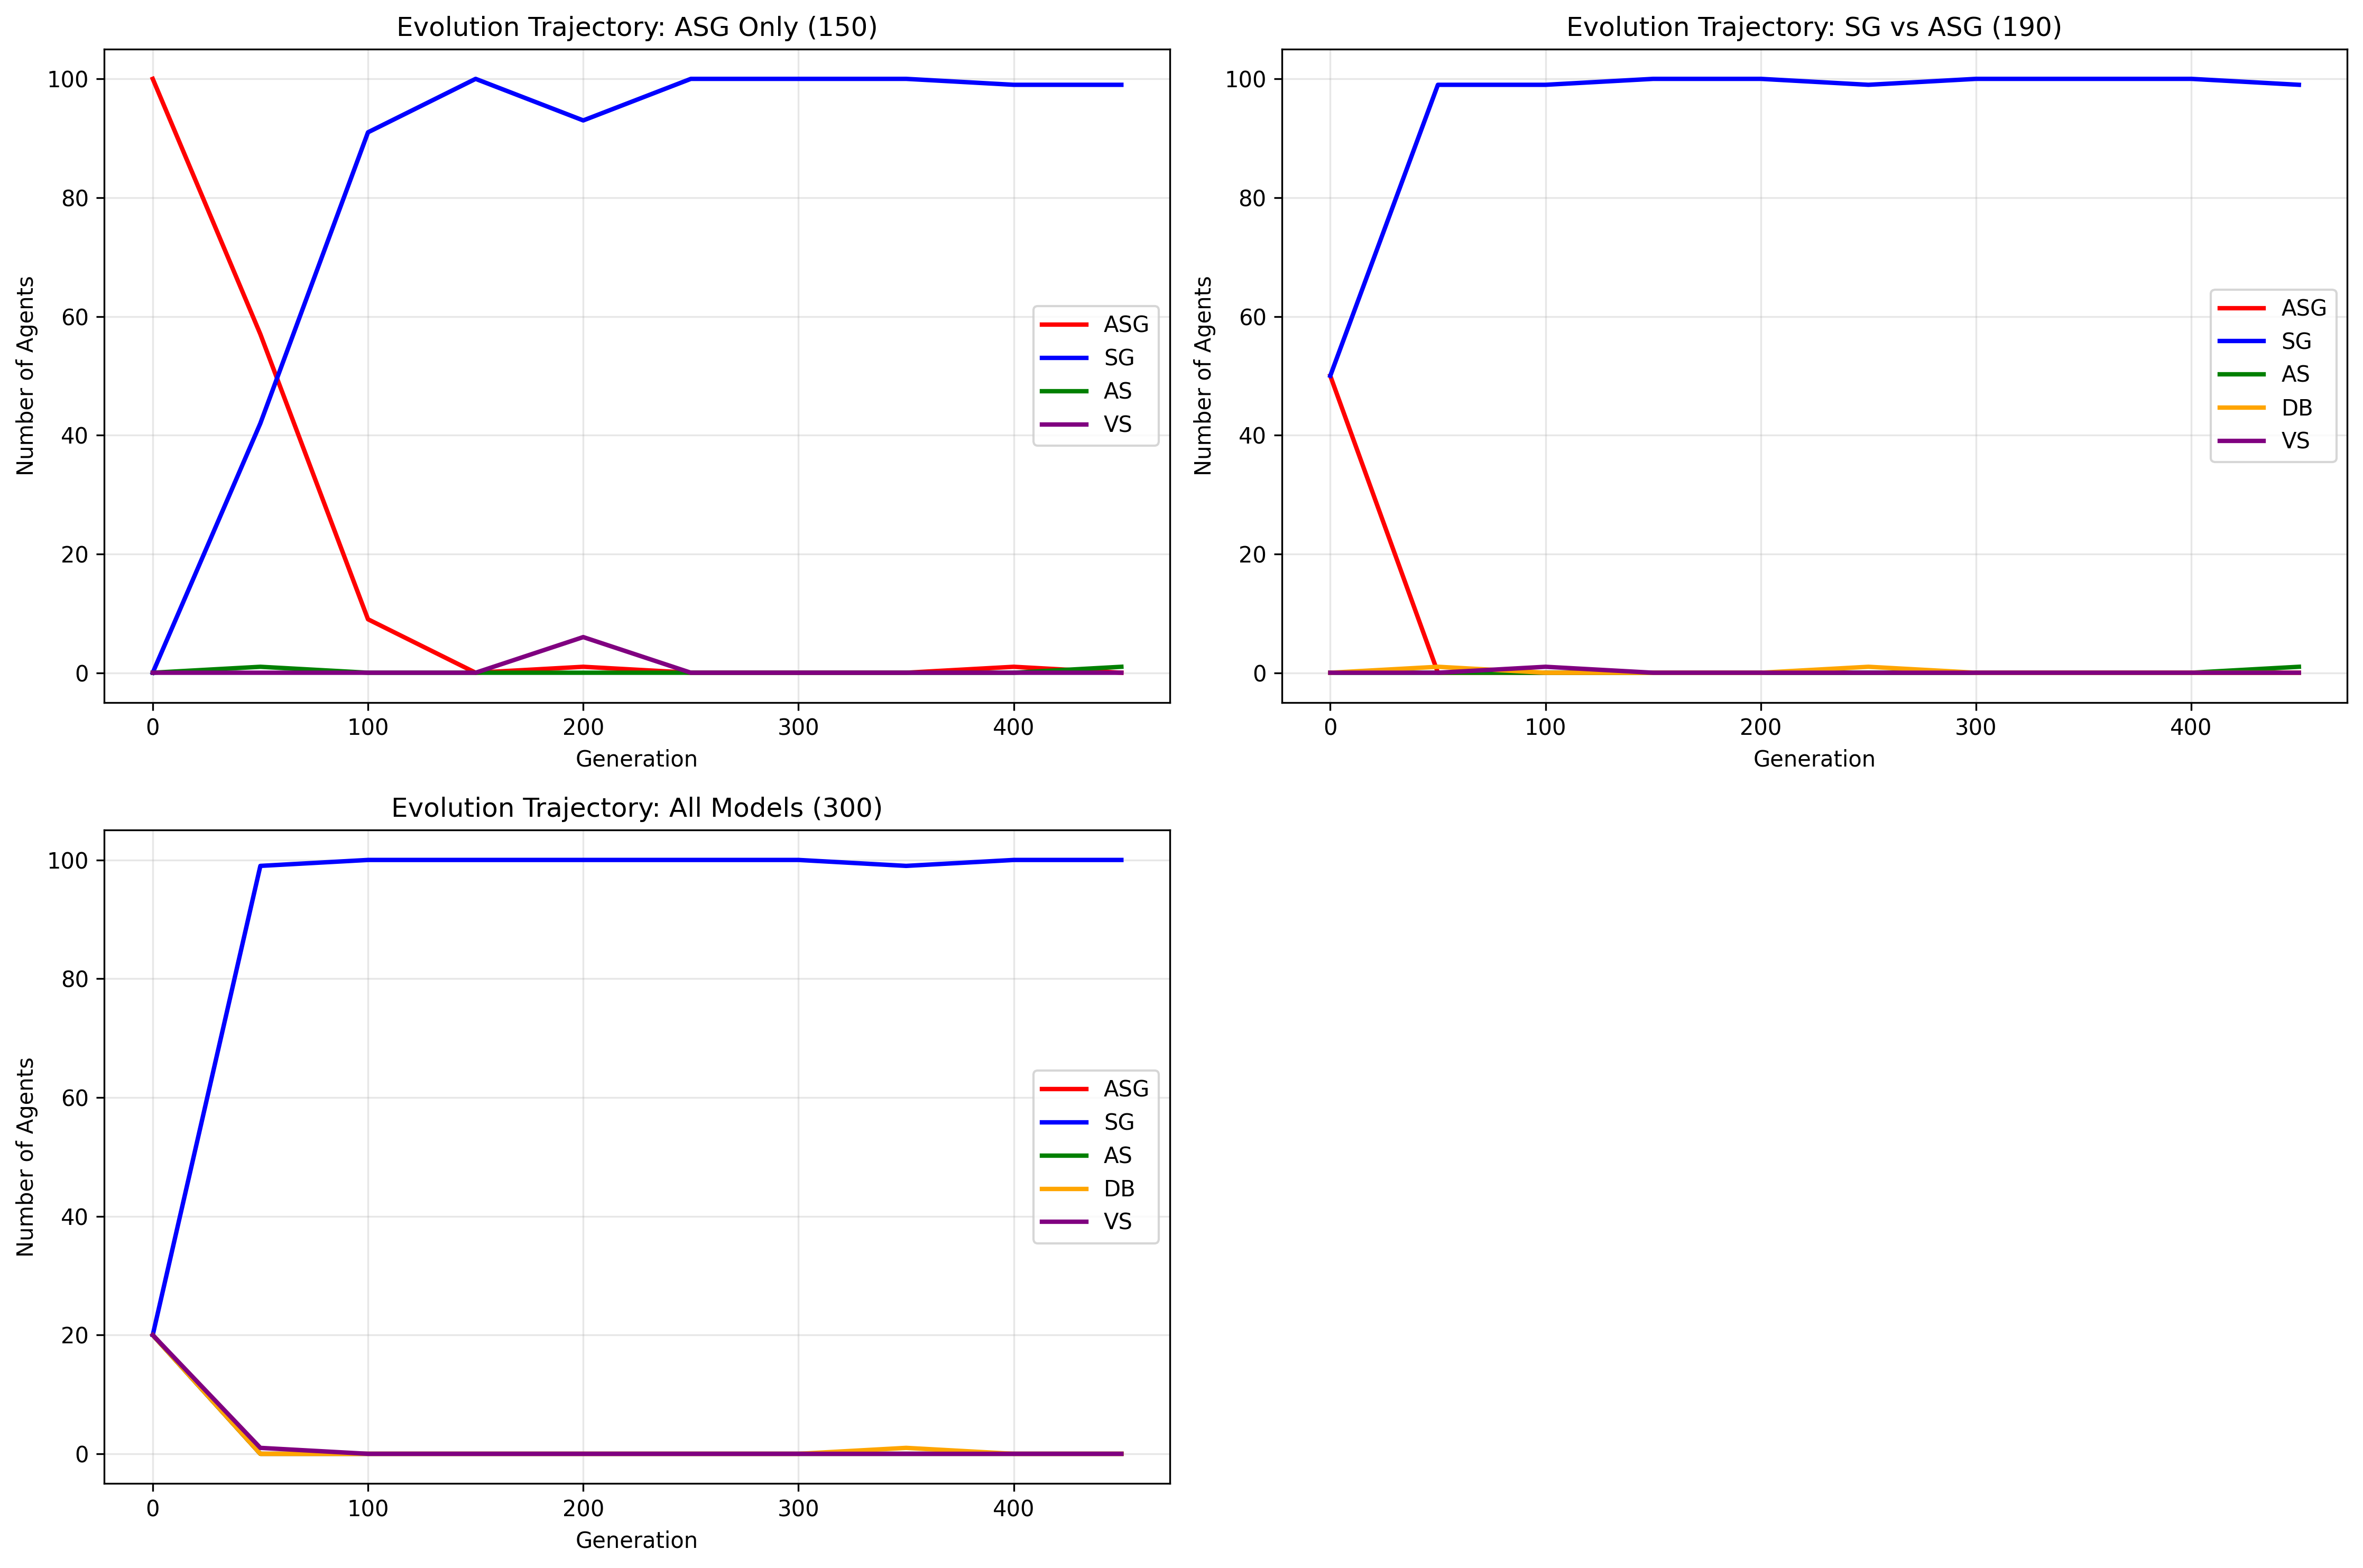 Evolution Trajectory: ASG Only (150)
100
80
60
40
20
0
Number of Agents
ASG
SG
AS
VS
0 100 200 300 400
Generation
Evolution Trajectory: SG vs ASG (190)
100
80
60
40
20
0
Number of Agents
ASG
SG
AS
DB
VS
0 100 200 300 400
Generation
Evolution Trajectory: All Models (300)
100
80
60
40
20
0
Number of Agents
ASG
SG
AS
DB
VS
0 100 200 300 400
Generation